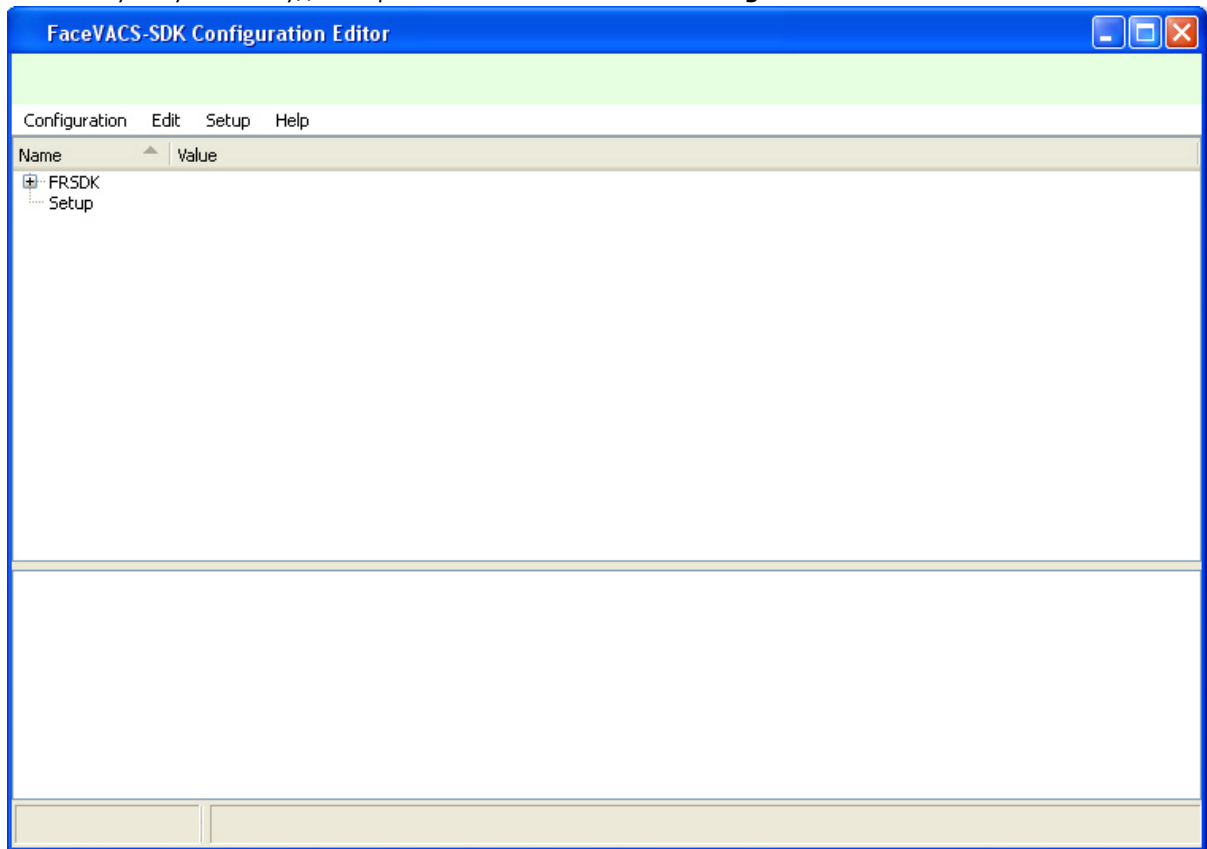 FaceVACS-SDK Configuration Editor
Configuration Edit Setup Help
Name Value
FRSDK
Setup